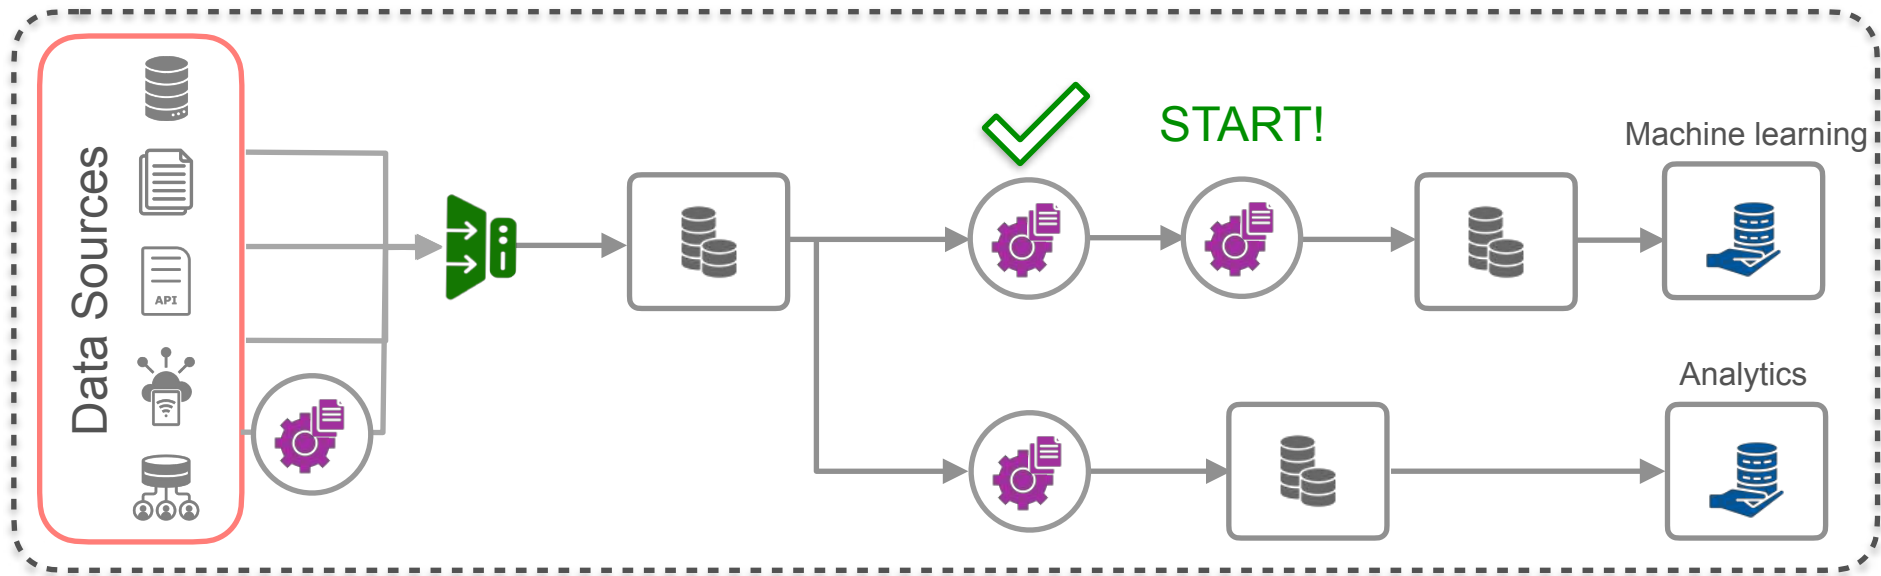 Data Sources
API
START!
Machine learning
Analytics